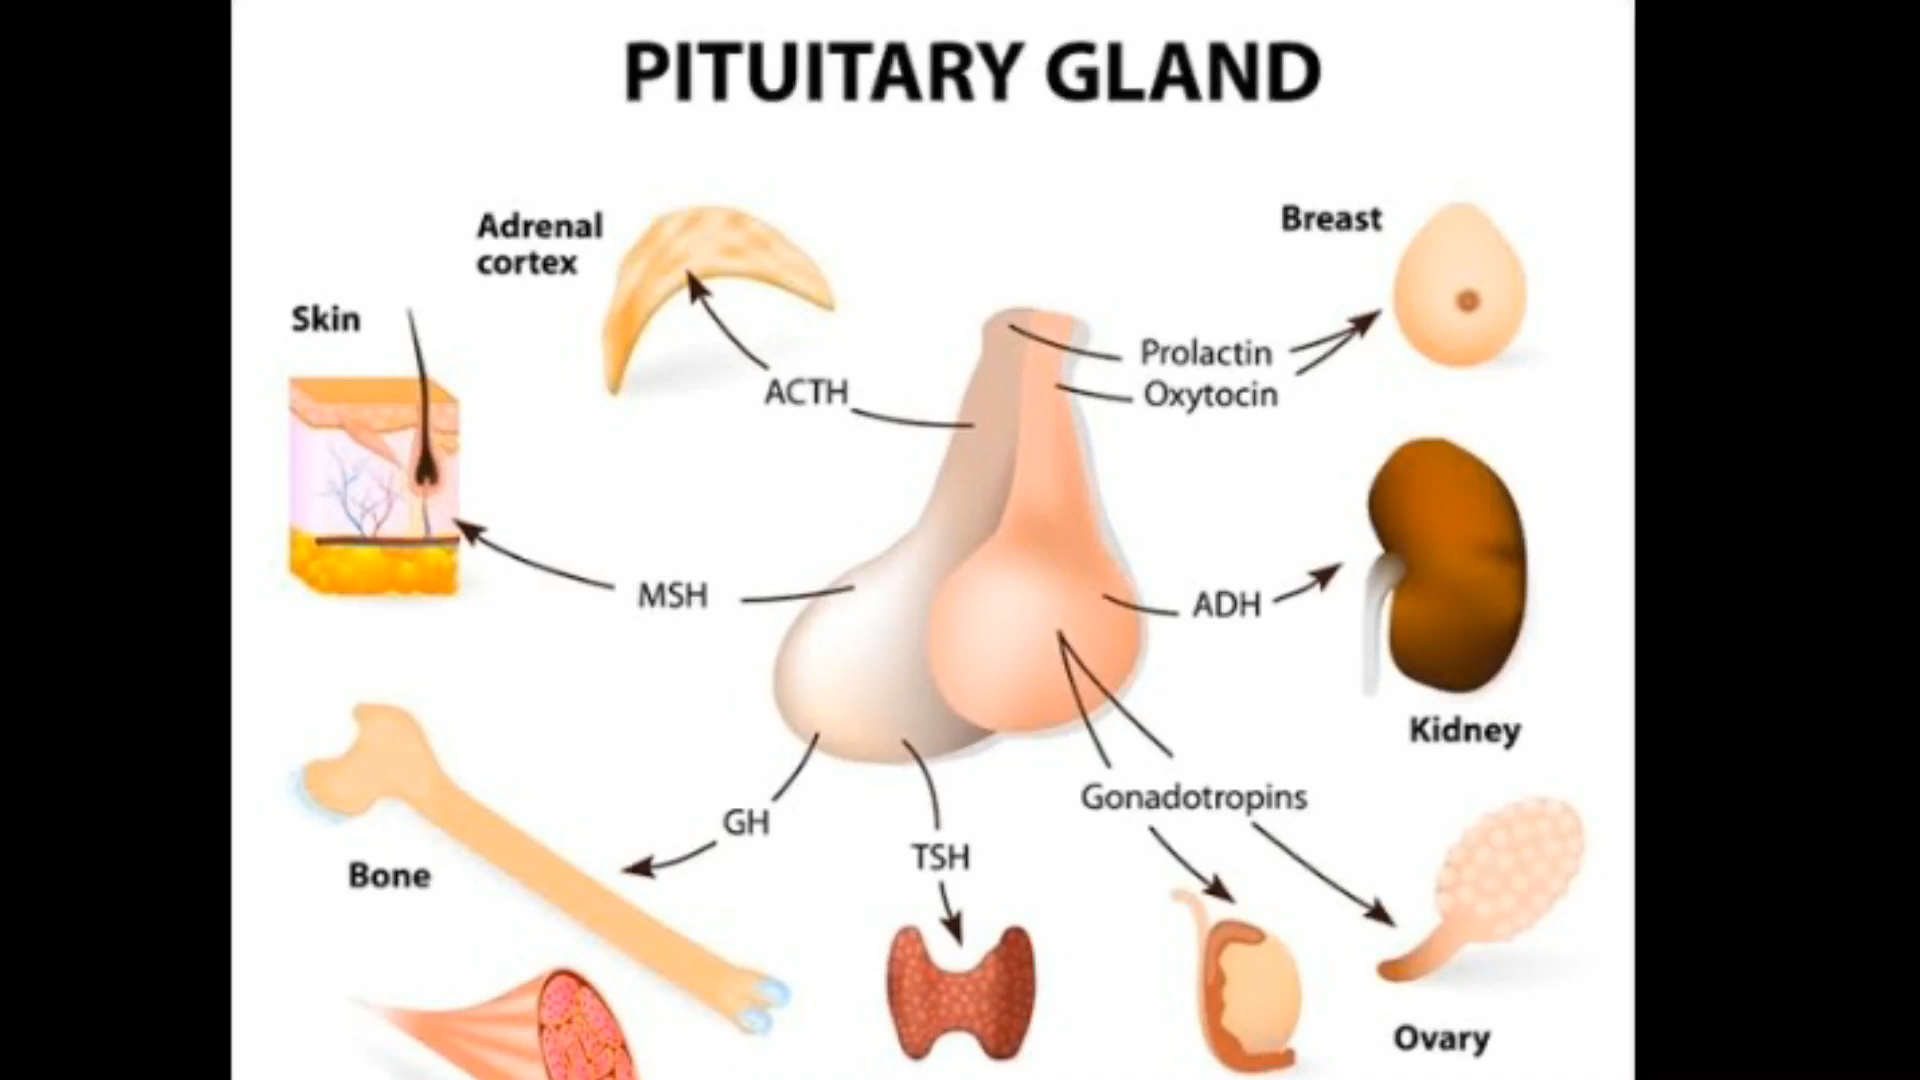 PITUITARY GLAND
Adrenal
cortex
Breast
Skin
Prolactin
Oxytocin
ACTH
MSH
ADH
Kidney
GH
Gonadotropins
TSH
Bone
Ovary